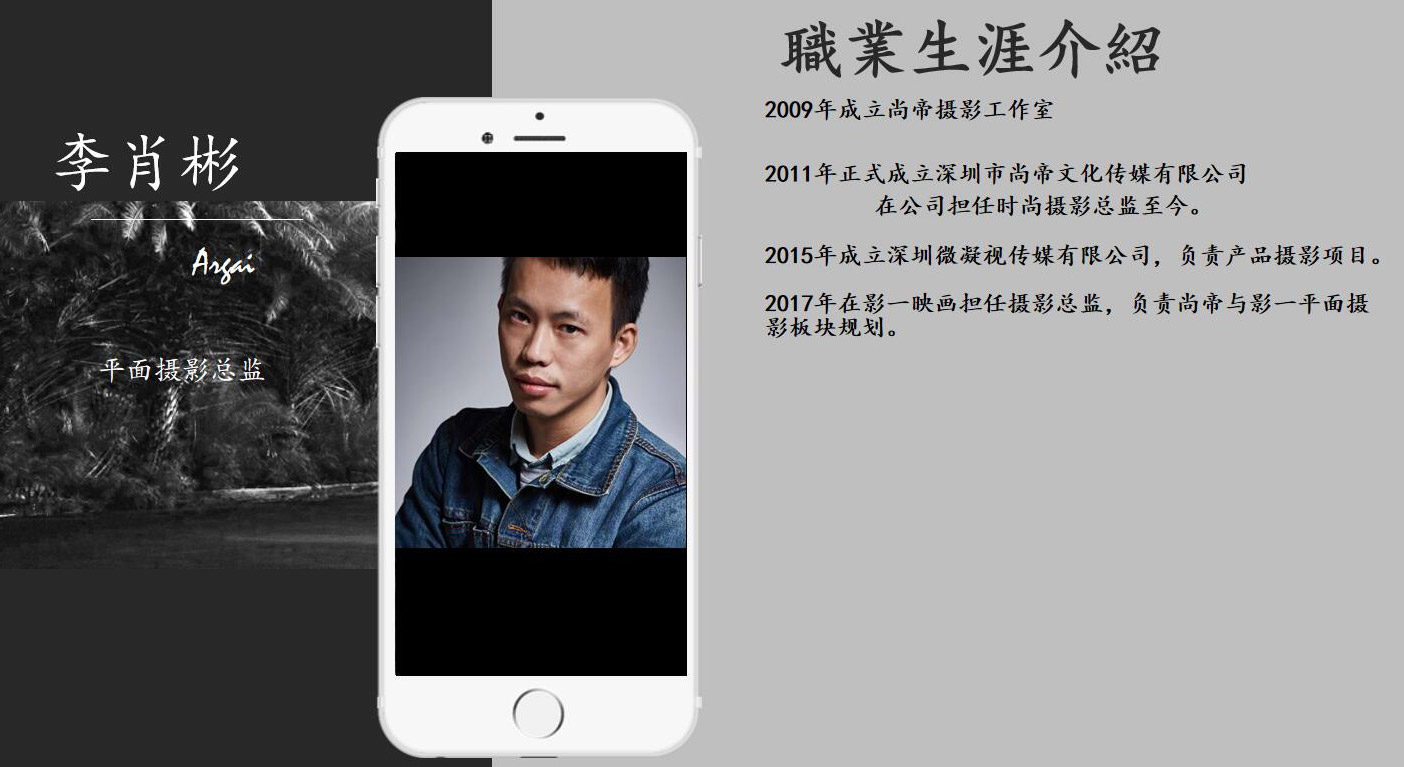 李肖彬
Argai
平面摄影总监
職業生涯介紹
2009年成立尚帝摄影工作室
2011年正式成立深圳市尚帝文化传媒有限公司
在公司担任时尚摄影总监至今。
2015年成立深圳微凝视传媒有限公司，负责产品摄影项目。
2017年在影一映画担任摄影总监，负责尚帝与影一平面摄
影板块规划。